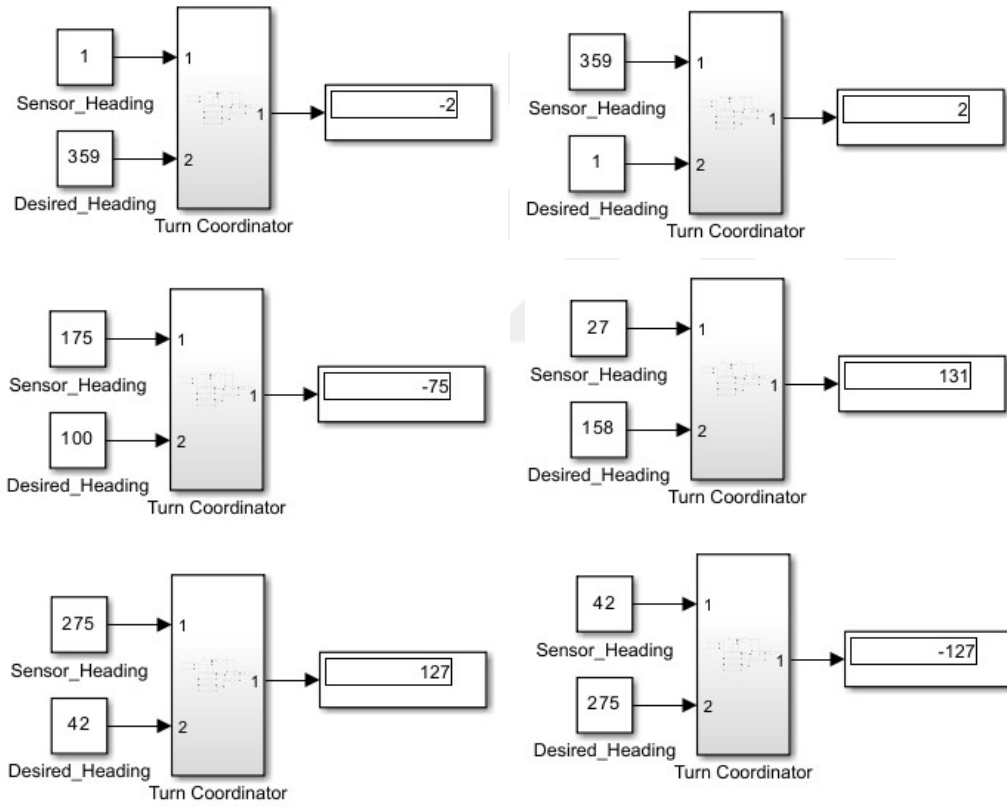 1
1
Sensor_Heading
1
-2
359
2
Desired_Heading
Turn Coordinator
359
1
Sensor_Heading
1
2
1
2
Desired_Heading
Turn Coordinator
175
1
Sensor_Heading
1
-75
100
2
Desired_Heading
Turn Coordinator
27
1
Sensor_Heading
1
131
158
2
Desired_Heading
Turn Coordinator
275
1
Sensor_Heading
1
127
42
2
Desired_Heading
Turn Coordinator
42
1
Sensor_Heading
1
-127
275
2
Desired_Heading
Turn Coordinator